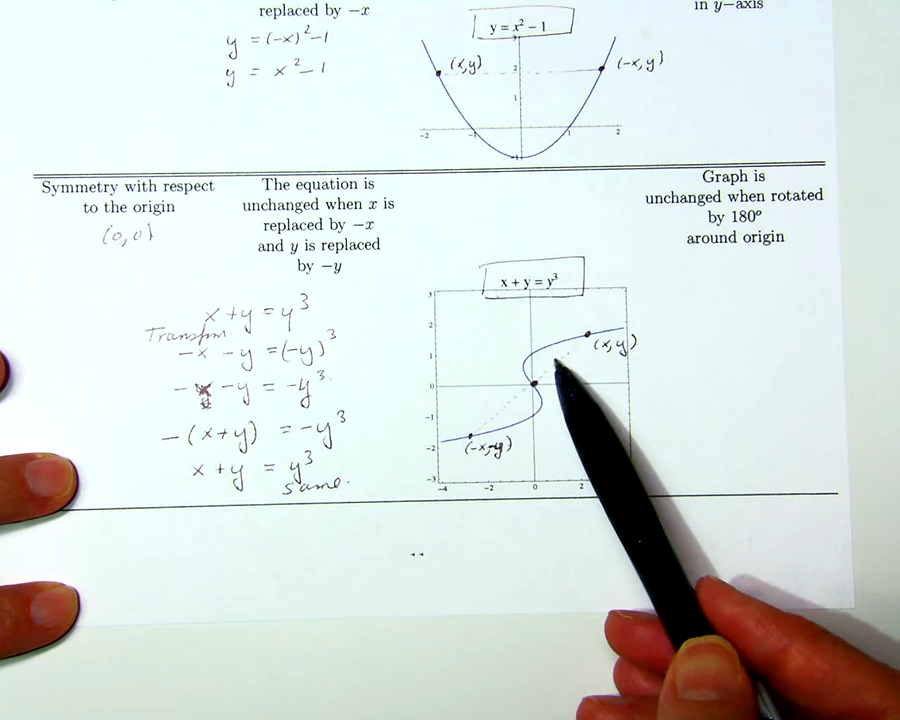 replaced by −x
in y−axis
y = (-x)² -1
y = x² -1
y = x² − 1
(x,y)
(-x, y)
3
2
1
-2
-1
1
2
-1
Symmetry with respect
to the origin
(0,0)
The equation is
unchanged when x is
replaced by −x
and y is replaced
by −y
Graph is
unchanged when rotated
by 180°
around origin
x + y = y³
x + y = y³
Transform
-x -y = (-y)³
- -y = -y³
-(x+y) = -y³
x + y = y³
same.
3
2
1
0
-1
-2
-3
-4
-2
0
2
(x, y)
(-x,-y)